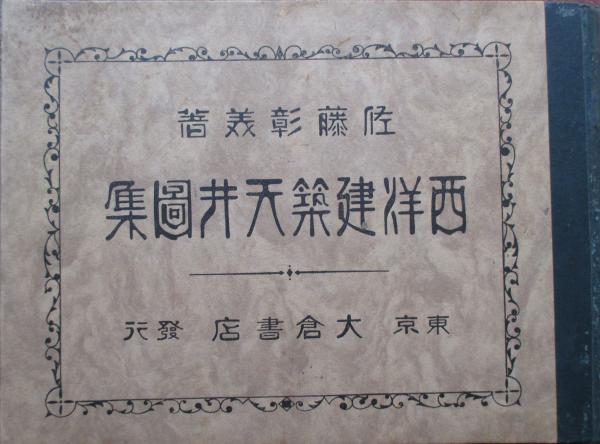 佐藤彰義著
西洋建築天井圖集
東京 大倉書店 發行